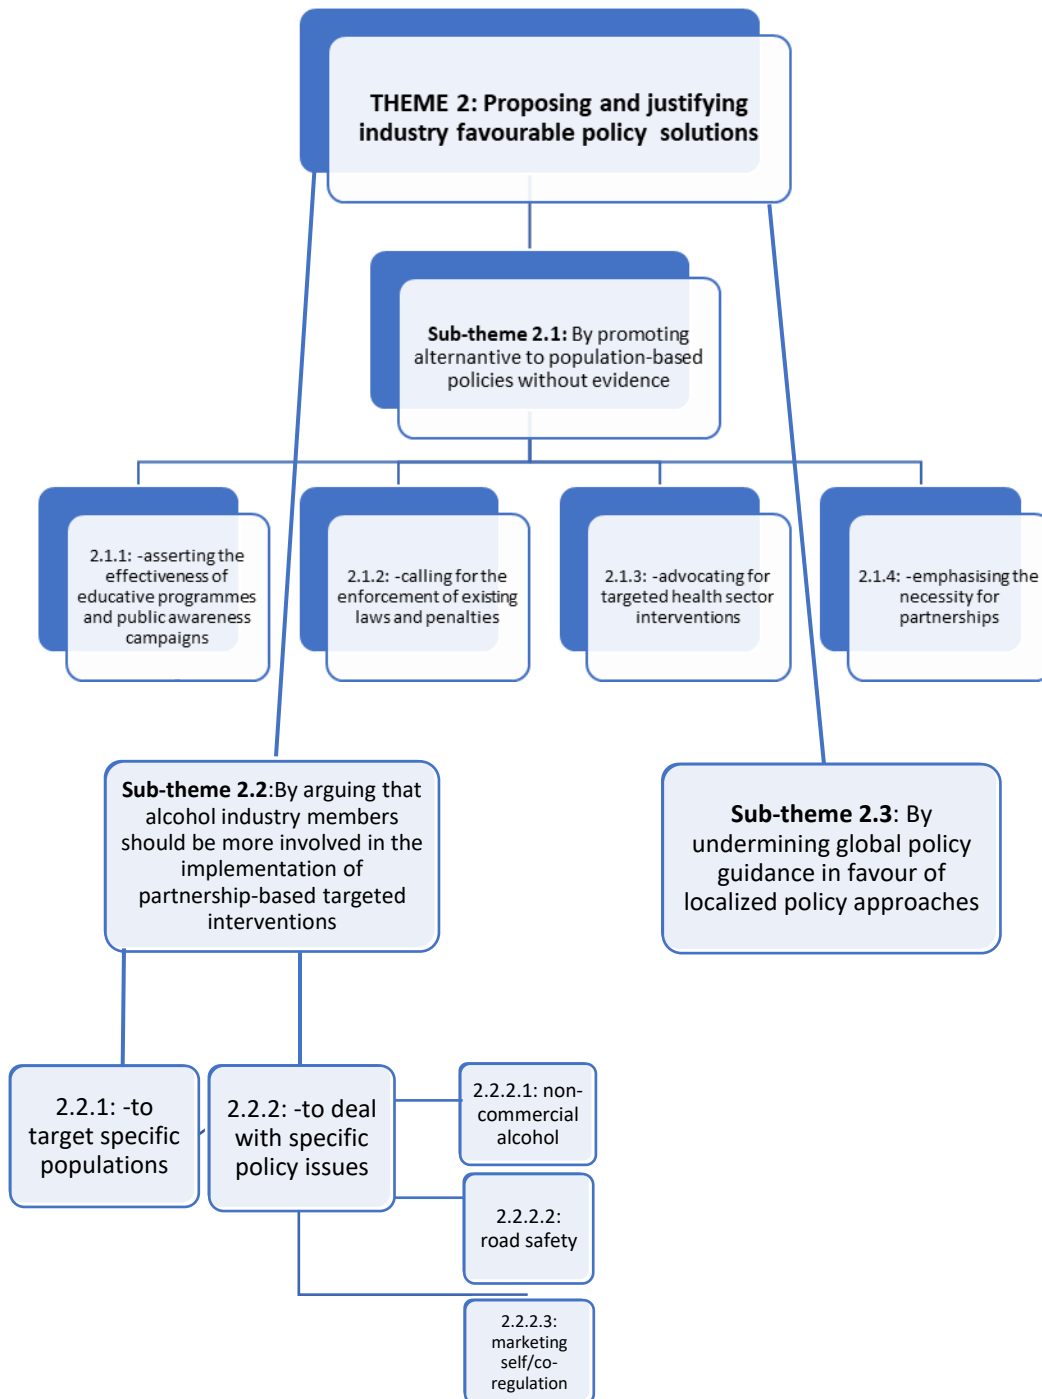 THEME 2: Proposing and justifying
industry favourable policy solutions
Sub-theme 2.1: By promoting
alternantive to population-based
policies without evidence
2.1.1: -asserting the
effectiveness of
educative programmes
and public awareness
campaigns
2.1.2: -calling for the
enforcement of existing
laws and penalties
2.1.3: -advocating for
targeted health sector
interventions
2.1.4: -emphasising the
necessity for
partnerships
Sub-theme 2.2:By arguing that
alcohol industry members
should be more involved in the
implementation of
partnership-based targeted
interventions
Sub-theme 2.3: By
undermining global policy
guidance in favour of
localized policy approaches
2.2.1: -to
target specific
populations
2.2.2: -to deal
with specific
policy issues
2.2.2.1: non-
commercial
alcohol
2.2.2.2:
road safety
2.2.2.3:
marketing
self/co-
regulation